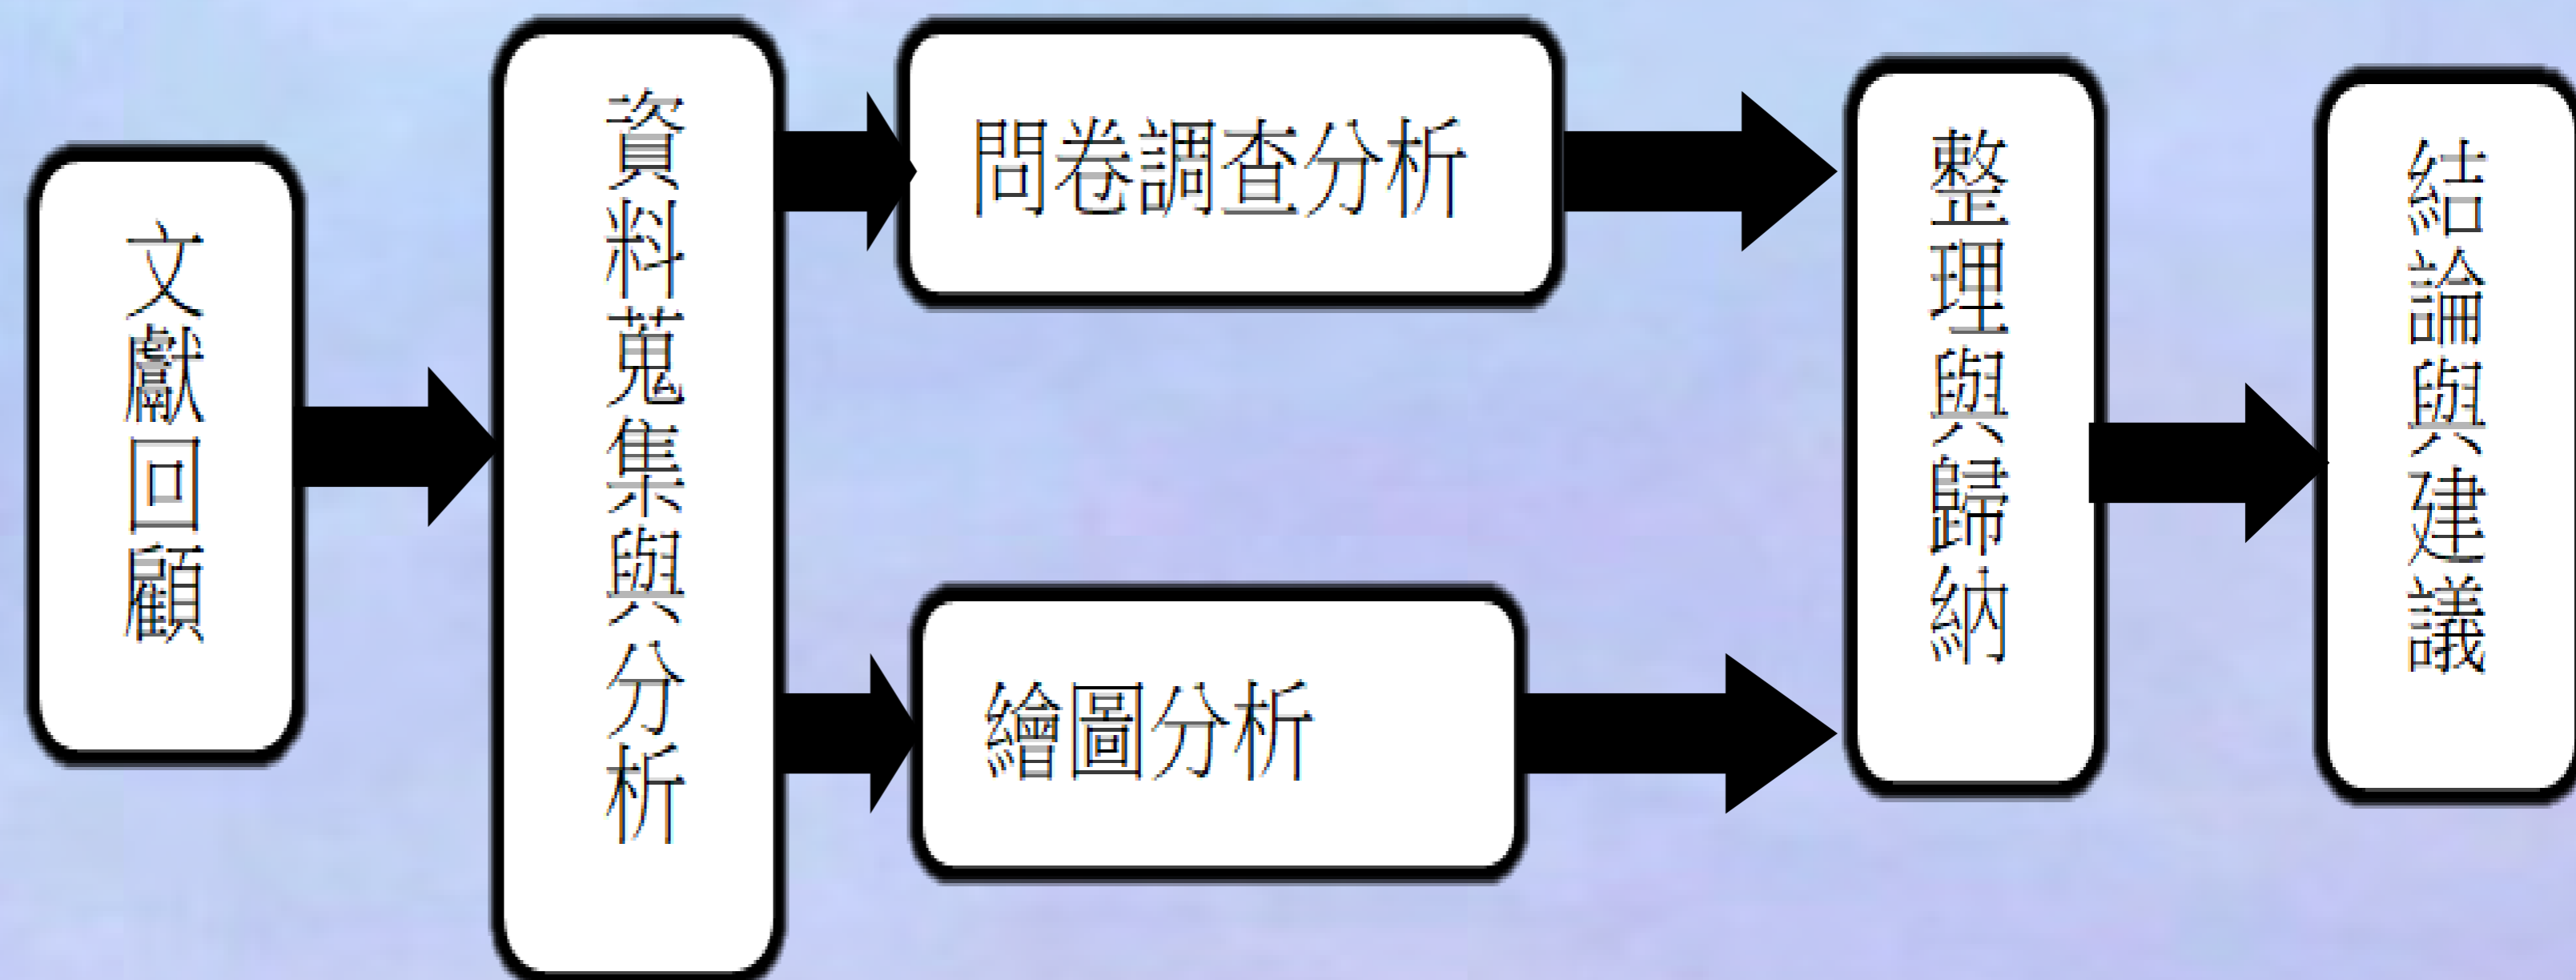 文獻回顧
資料蒐集與分析
問卷調查分析
繪圖分析
整理與歸納
結論與建議